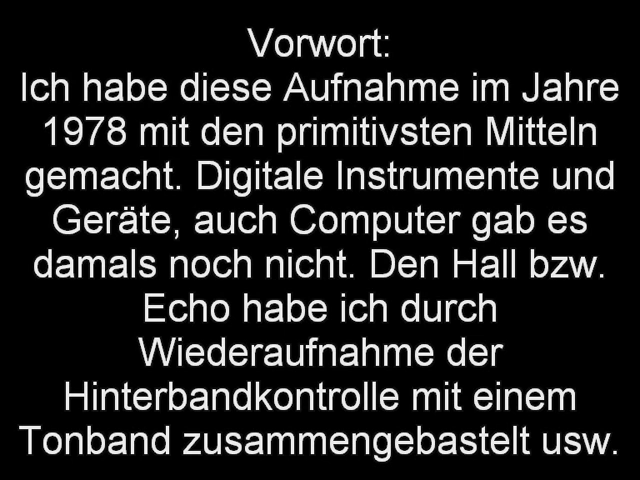 Vorwort:
Ich habe diese Aufnahme im Jahre
1978 mit den primitivsten Mitteln
gemacht. Digitale Instrumente und
Geräte, auch Computer gab es
damals noch nicht. Den Hall bzw.
Echo habe ich durch
Wiederaufnahme der
Hinterbandkontrolle mit einem
Tonband zusammengebastelt usw.